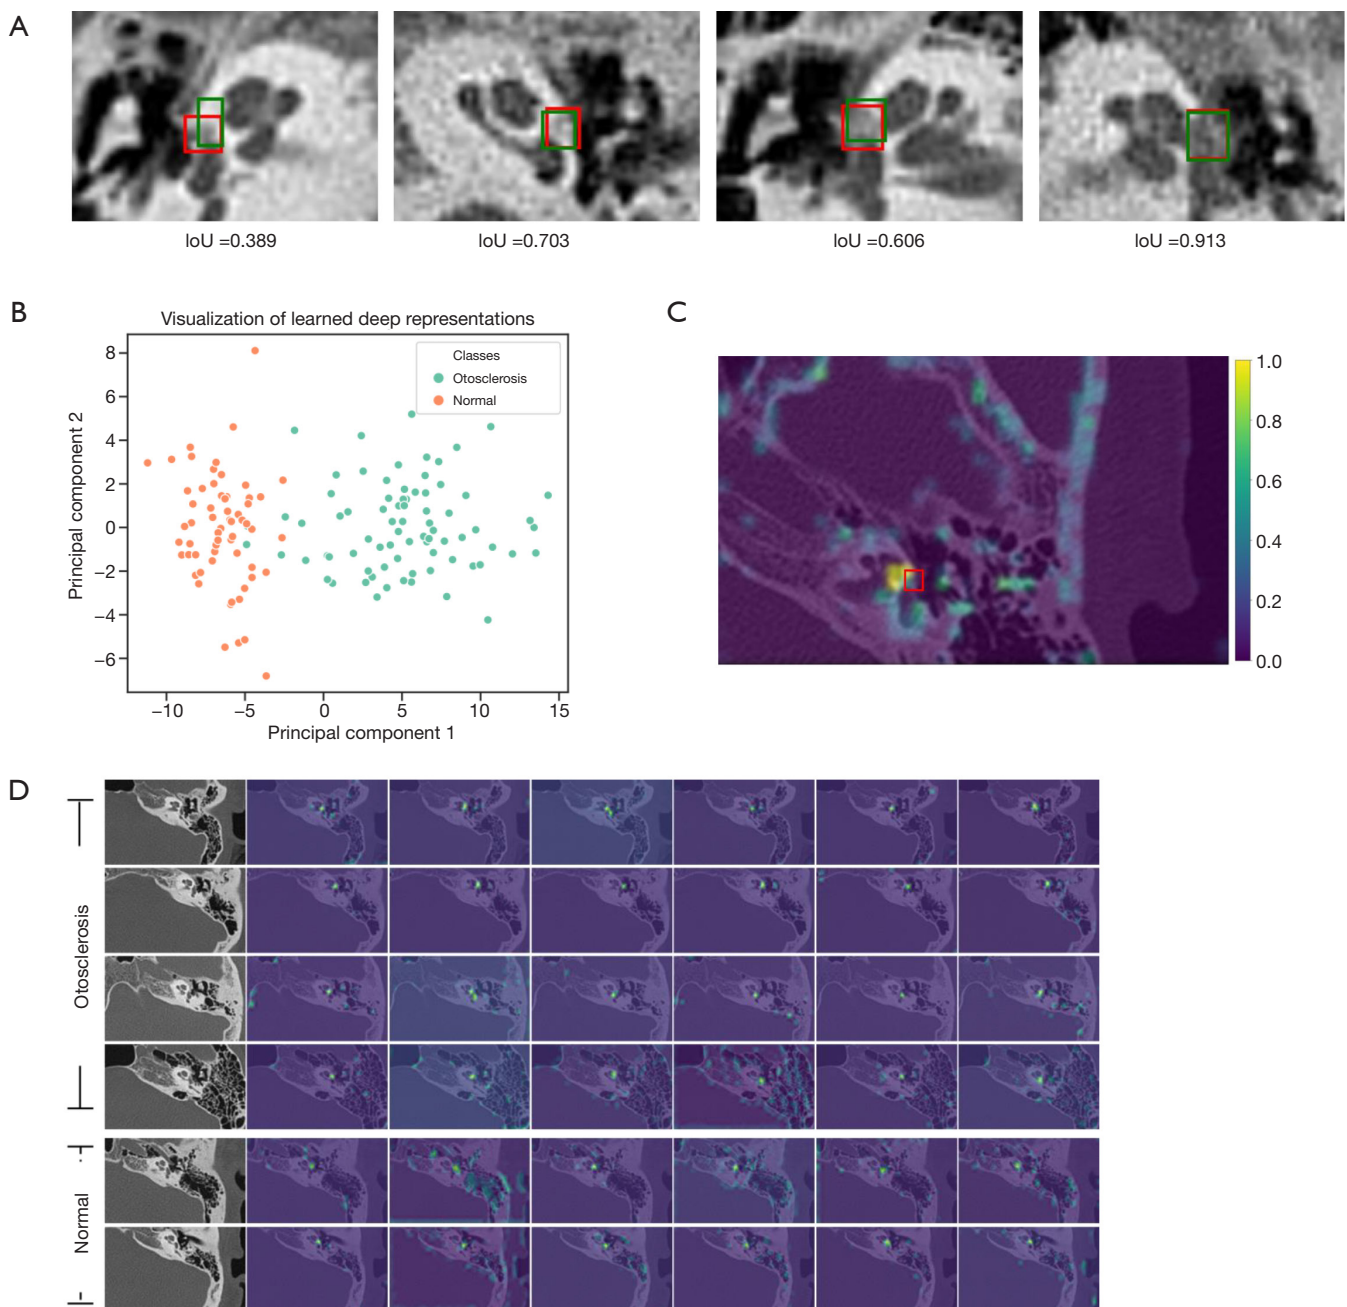 A
IoU =0.389
IoU =0.703
IoU =0.606
IoU =0.913
B
Visualization of learned deep representations
Classes
Otosclerosis
Normal
8
6
4
2
0
−2
−4
−6
Principal component 2
−10
−5
0
5
10
15
Principal component 1
C
1.0
0.8
0.6
0.4
0.2
0.0
D
Otosclerosis
Normal